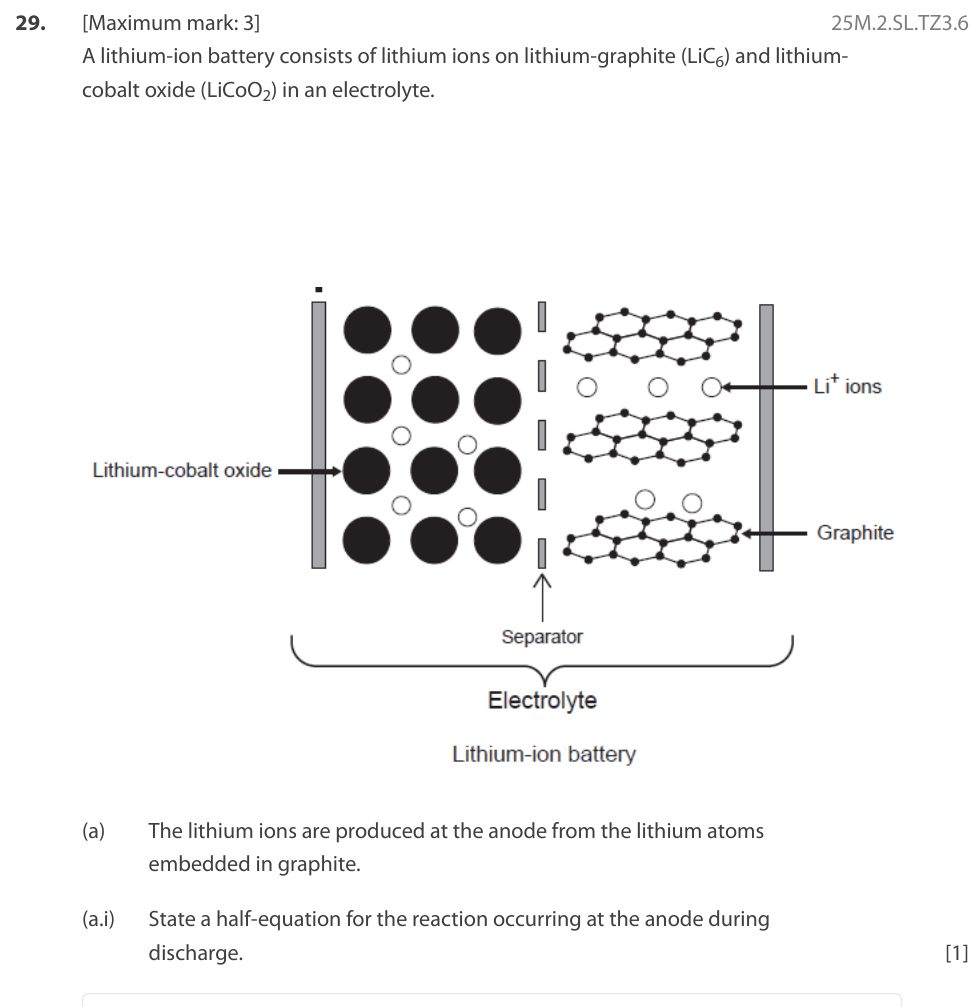 29. [Maximum mark: 3] 25M.2.SL.TZ3.6
A lithium-ion battery consists of lithium ions on lithium-graphite (LiC₆) and lithium-
cobalt oxide (LiCoO₂) in an electrolyte.
Li⁺ ions
Lithium-cobalt oxide
Graphite
Separator
Electrolyte
Lithium-ion battery
(a) The lithium ions are produced at the anode from the lithium atoms
embedded in graphite.
(a.i) State a half-equation for the reaction occurring at the anode during
discharge. [1]